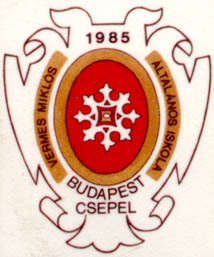 1985
VERMES MIKLÓS
ÁLTALÁNOS ISKOLA
BUDAPEST
CSEPEL